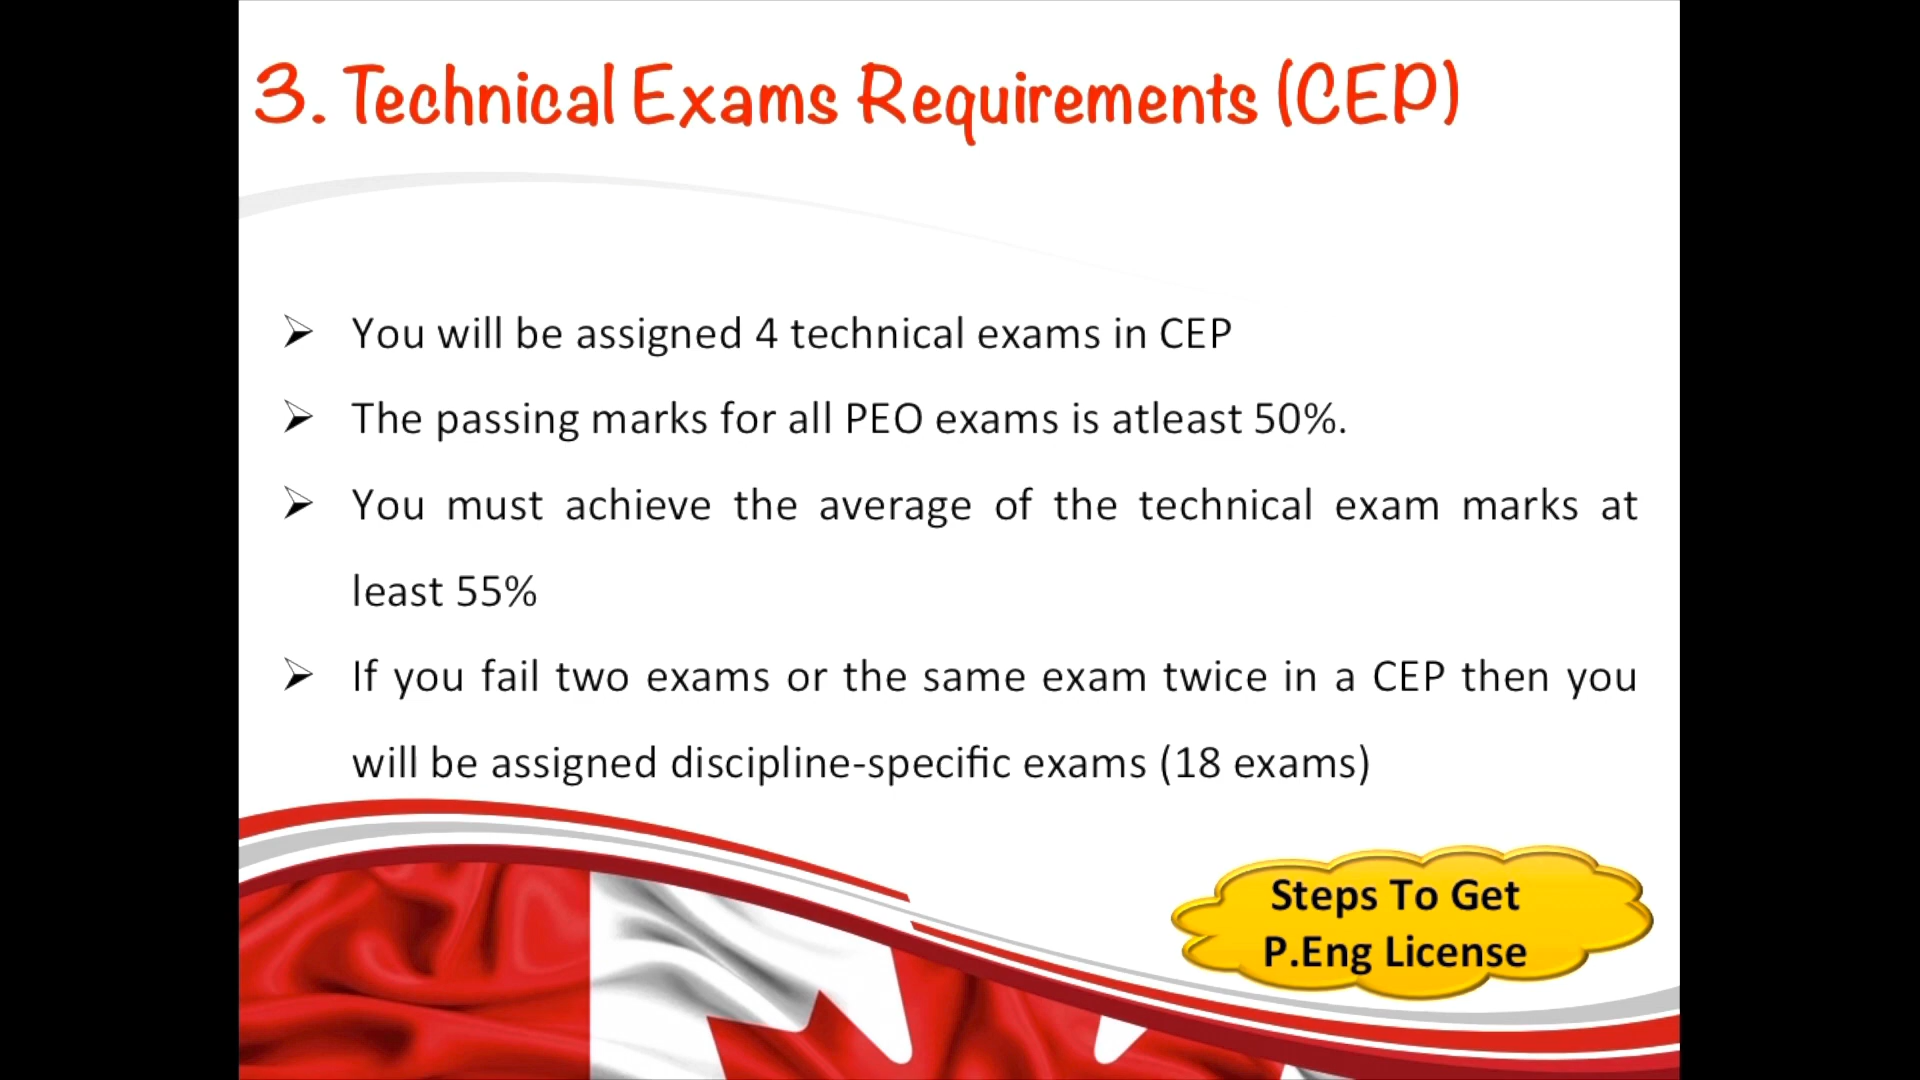 3. Technical Exams Requirements (CEP)
You will be assigned 4 technical exams in CEP
The passing marks for all PEO exams is atleast 50%.
You must achieve the average of the technical exam marks at
least 55%
If you fail two exams or the same exam twice in a CEP then you
will be assigned discipline-specific exams (18 exams)
Steps To Get
P.Eng License